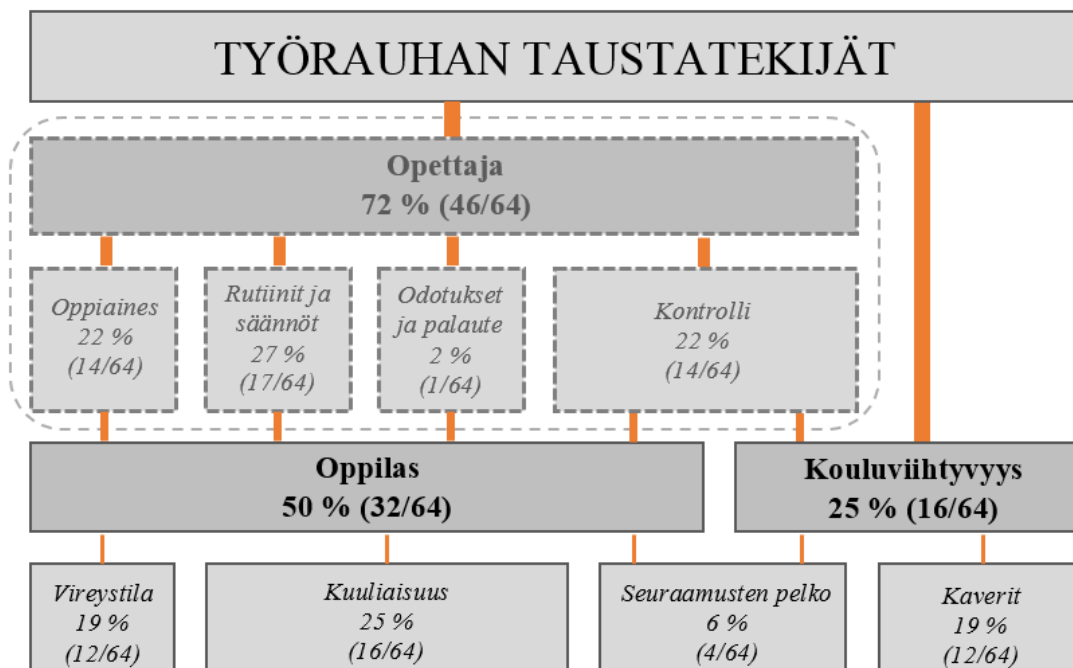 TYÖRAUHAN TAUSTATEKIJÄT
Opettaja
72 % (46/64)
Oppiaines
22 %
(14/64)
Rutiinit ja
säännöt
27 %
(17/64)
Odotukset
ja palaute
2 %
(1/64)
Kontrolli
22 %
(14/64)
Oppilas
50 % (32/64)
Kouluviihtyvyys
25 % (16/64)
Vireystila
19 %
(12/64)
Kuuliaisuus
25 %
(16/64)
Seuraamusten pelko
6 %
(4/64)
Kaverit
19 %
(12/64)